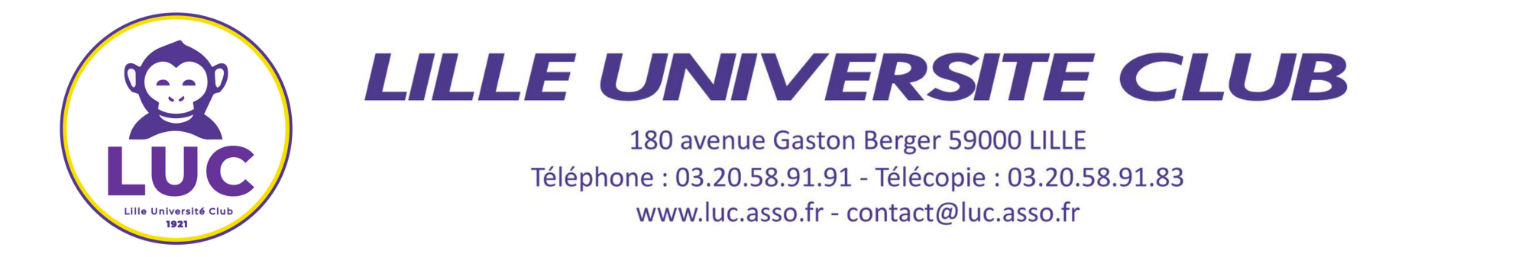 LUC
Lille Université Club
1921
LILLE UNIVERSITE CLUB
180 avenue Gaston Berger 59000 LILLE
Téléphone : 03.20.58.91.91 - Télécopie : 03.20.58.91.83
www.luc.asso.fr - contact@luc.asso.fr